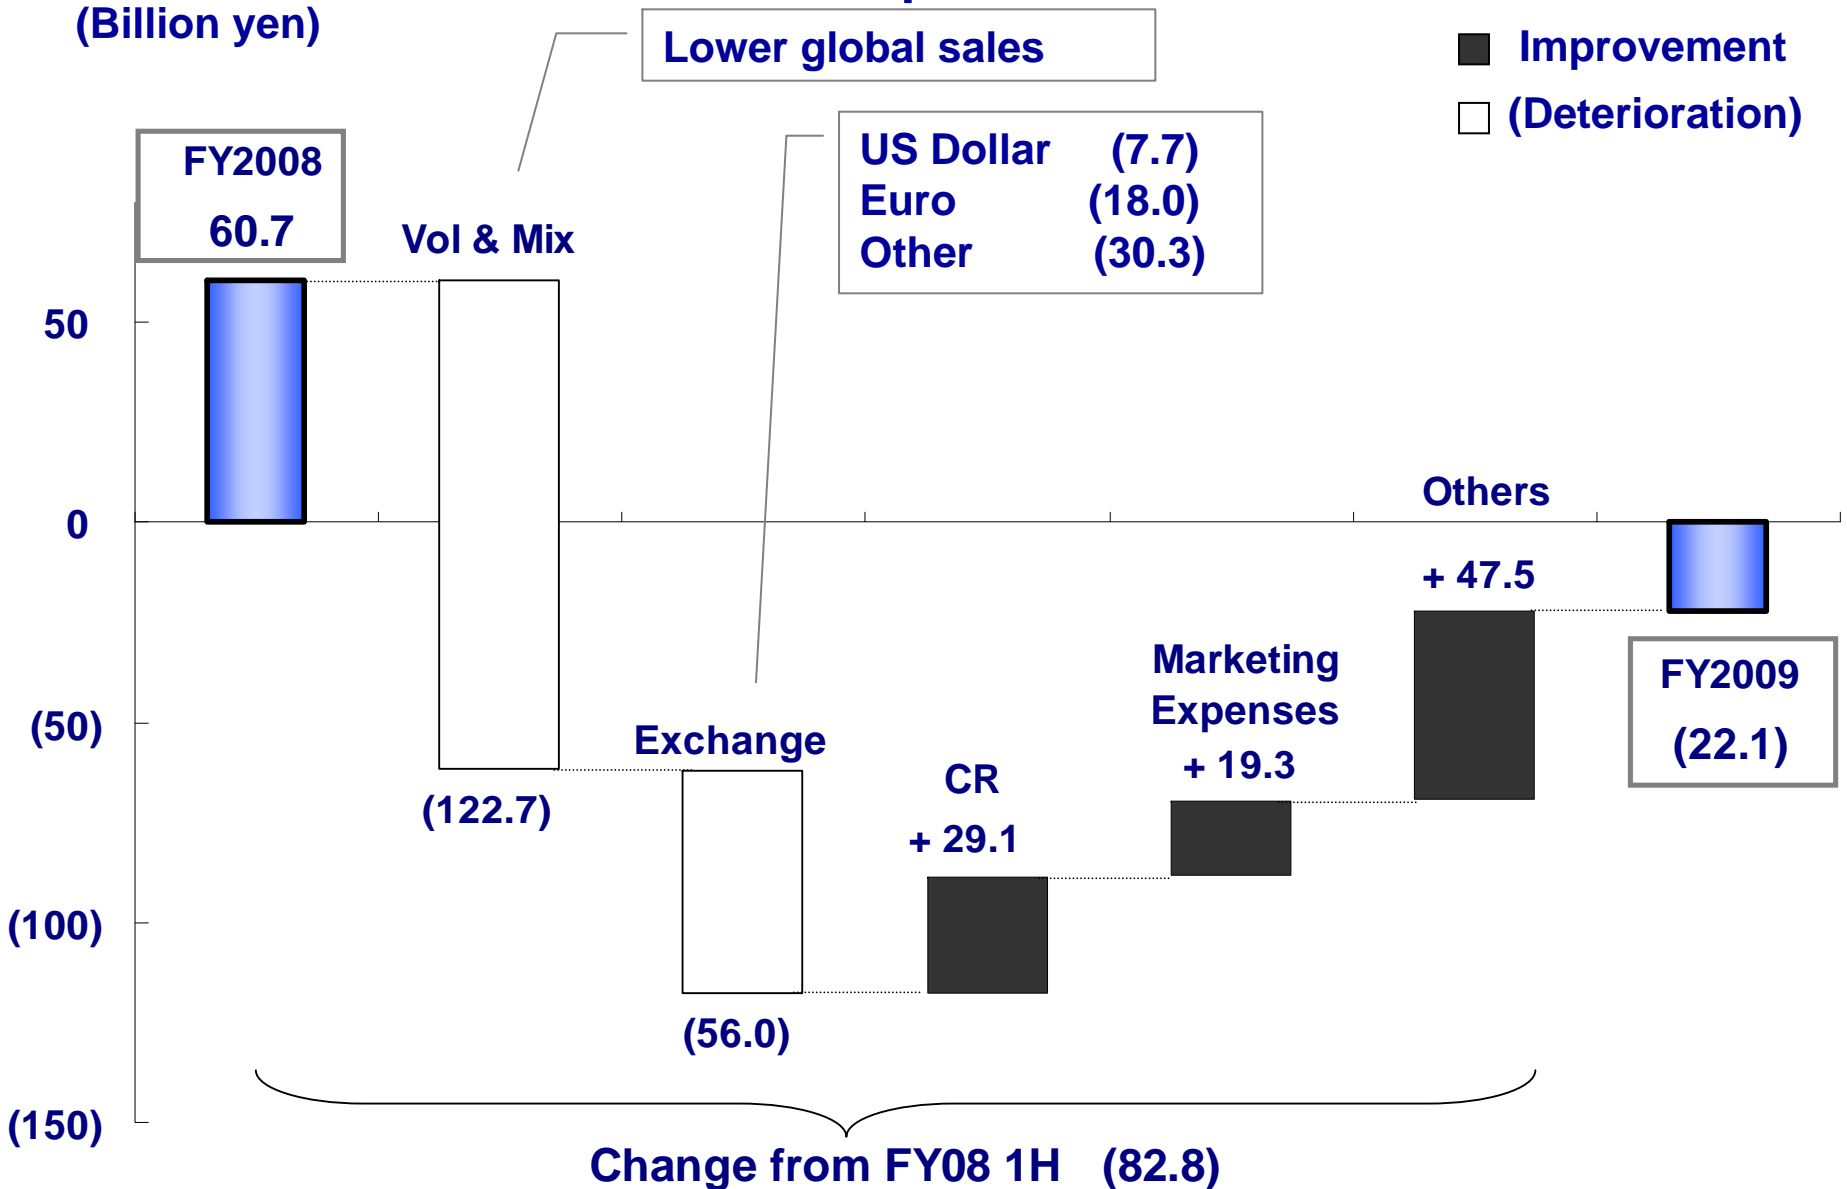 (Billion yen)
Lower global sales
Improvement
(Deterioration)
US Dollar (7.7)
Euro (18.0)
Other (30.3)
FY2008
60.7
Vol & Mix
50
0
(50)
(100)
(150)
(122.7)
Exchange
(56.0)
CR
+ 29.1
Marketing
Expenses
+ 19.3
Others
+ 47.5
FY2009
(22.1)
Change from FY08 1H (82.8)